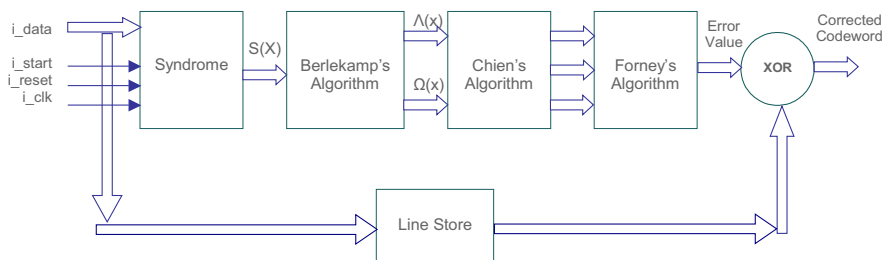 i_data
i_start
i_reset
i_clk
Syndrome
S(X)
Berlekamp's
Algorithm
Λ(x)
Ω(x)
Chien's
Algorithm
Forney's
Algorithm
Error
Value
XOR
Corrected
Codeword
Line Store